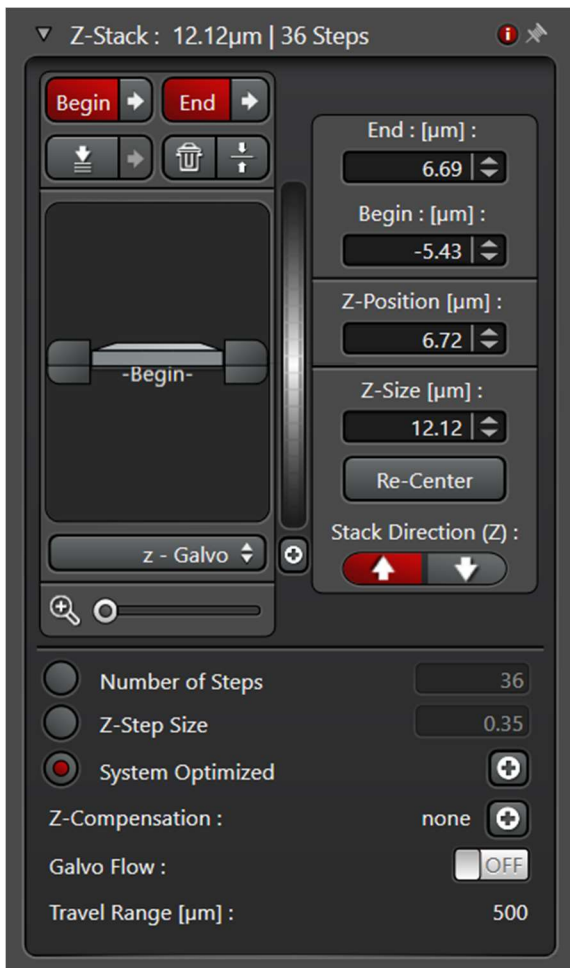 Z-Stack : 12.12µm | 36 Steps
Begin
End
End : [µm] :
6.69
Begin : [µm] :
-5.43
Z-Position [µm] :
6.72
-Begin-
Z-Size [µm] :
12.12
Re-Center
Stack Direction (Z) :
z - Galvo
Number of Steps
36
Z-Step Size
0.35
System Optimized
Z-Compensation :
none
Galvo Flow :
OFF
Travel Range [µm] :
500